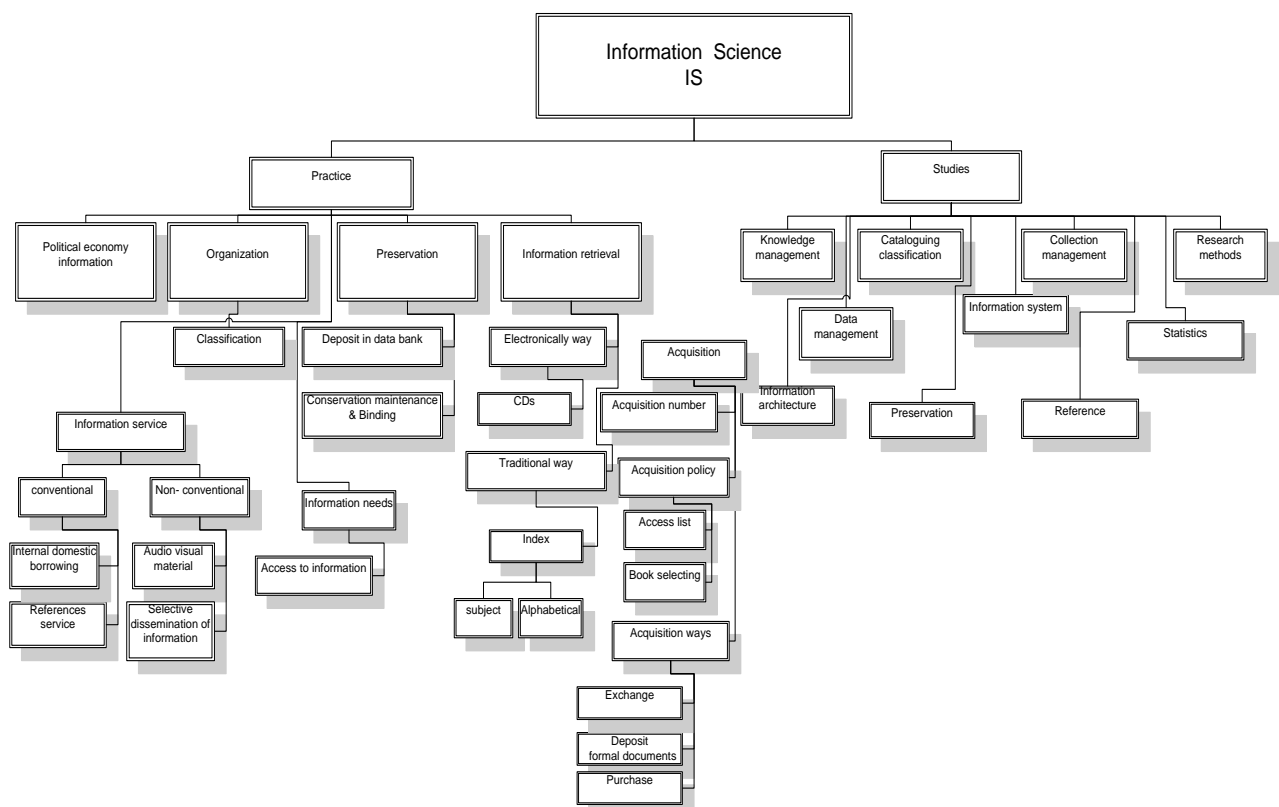 Information Science
IS
Practice
Studies
Political economy
information
Organization
Preservation
Information retrieval
Knowledge
management
Cataloguing
classification
Collection
management
Research
methods
Classification
Deposit in data bank
Electronically way
Acquisition
Data
management
Information system
Statistics
Conservation maintenance
& Binding
CDs
Acquisition number
Information
architecture
Preservation
Reference
Information service
Traditional way
Acquisition policy
conventional
Non- conventional
Information needs
Access list
Internal domestic
borrowing
Audio visual
material
Access to information
Index
Book selecting
References
service
Selective
dissemination of
information
subject
Alphabetical
Acquisition ways
Exchange
Deposit
formal documents
Purchase